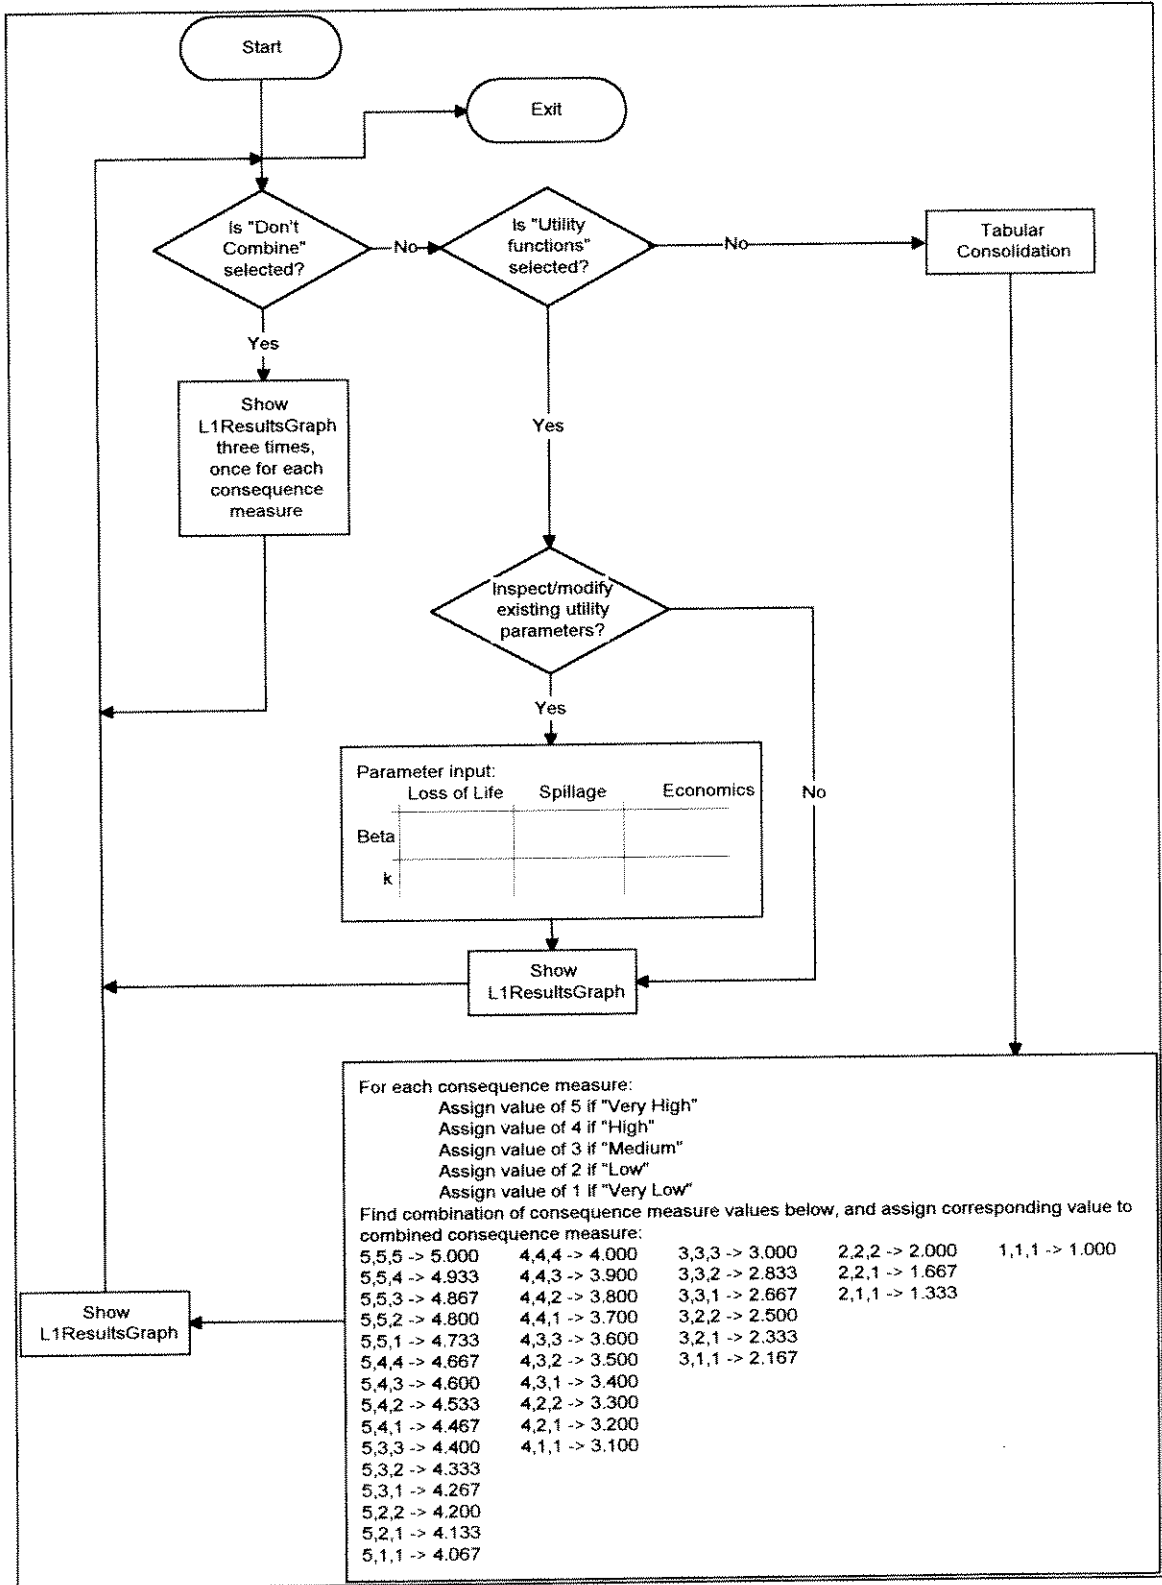 Start
Exit
Is "Don't
Combine"
selected?
No
Is "Utility
functions"
selected?
No
Tabular
Consolidation
Yes
Show
L1ResultsGraph
three times,
once for each
consequence
measure
Yes
Inspect/modify
existing utility
parameters?
Yes
No
Parameter input:
Loss of Life Spillage Economics
Beta
k
Show
L1ResultsGraph
For each consequence measure:
Assign value of 5 if "Very High"
Assign value of 4 if "High"
Assign value of 3 if "Medium"
Assign value of 2 if "Low"
Assign value of 1 if "Very Low"
Find combination of consequence measure values below, and assign corresponding value to
combined consequence measure:
5,5,5 -> 5.000 4,4,4 -> 4.000 3,3,3 -> 3.000 2,2,2 -> 2.000 1,1,1 -> 1.000
5,5,4 -> 4.933 4,4,3 -> 3.900 3,3,2 -> 2.833 2,2,1 -> 1.667
5,5,3 -> 4.867 4,4,2 -> 3.800 3,3,1 -> 2.667 2,1,1 -> 1.333
5,5,2 -> 4.800 4,4,1 -> 3.700 3,2,2 -> 2.500
5,5,1 -> 4.733 4,3,3 -> 3.600 3,2,1 -> 2.333
5,4,4 -> 4.667 4,3,2 -> 3.500 3,1,1 -> 2.167
5,4,3 -> 4.600 4,3,1 -> 3.400
5,4,2 -> 4.533 4,2,2 -> 3.300
5,4,1 -> 4.467 4,2,1 -> 3.200
5,3,3 -> 4.400 4,1,1 -> 3.100
5,3,2 -> 4.333
5,3,1 -> 4.267
5,2,2 -> 4.200
5,2,1 -> 4.133
5,1,1 -> 4.067
Show
L1ResultsGraph